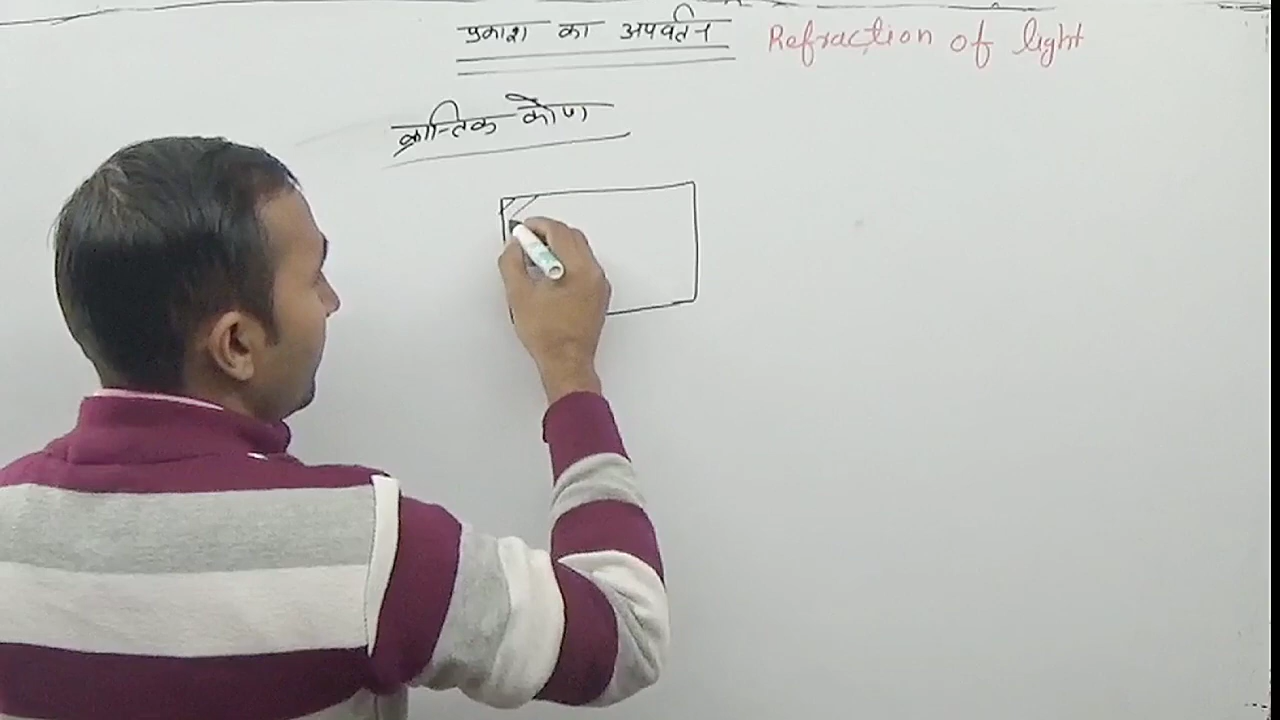 प्रकाश का अपवर्तन Refraction of light
क्रान्तिक कोण